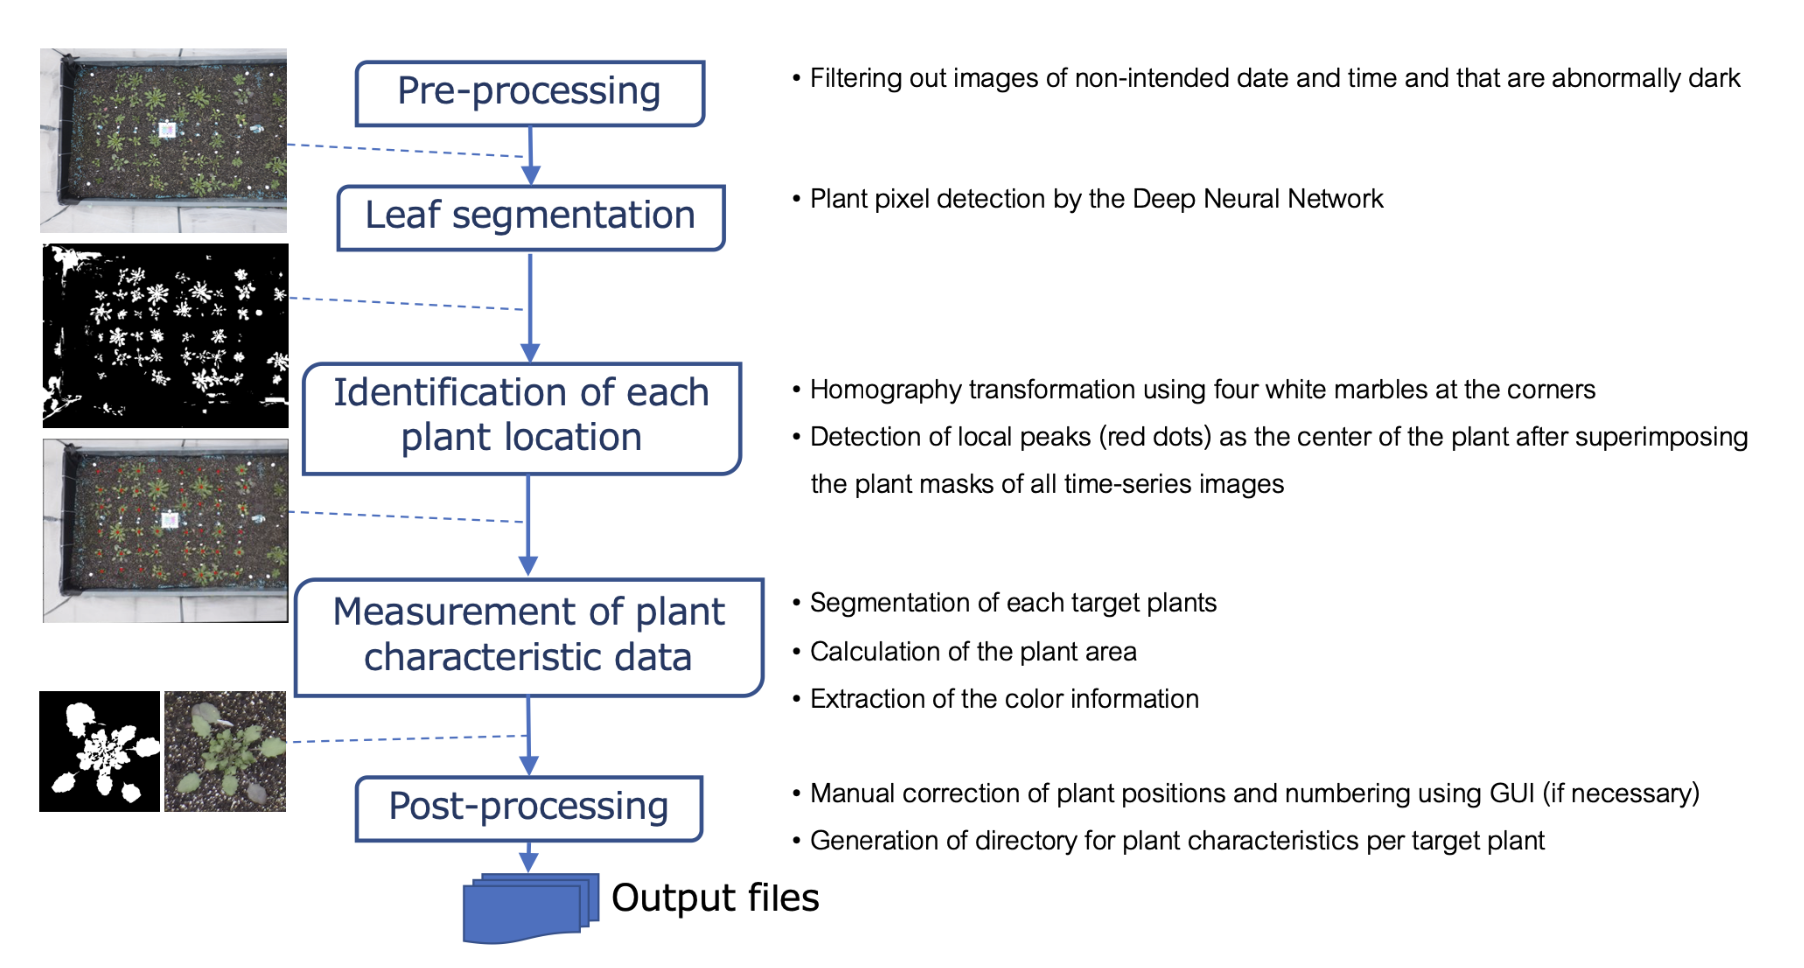 Pre-processing
• Filtering out images of non-intended date and time and that are abnormally dark
Leaf segmentation
• Plant pixel detection by the Deep Neural Network
Identification of each
plant location
• Homography transformation using four white marbles at the corners
• Detection of local peaks (red dots) as the center of the plant after superimposing
the plant masks of all time-series images
Measurement of plant
characteristic data
• Segmentation of each target plants
• Calculation of the plant area
• Extraction of the color information
Post-processing
• Manual correction of plant positions and numbering using GUI (if necessary)
• Generation of directory for plant characteristics per target plant
Output files